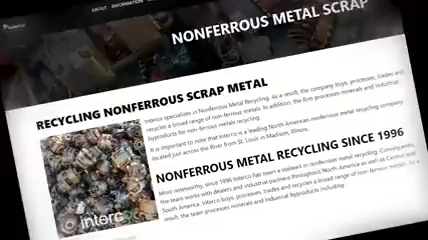 ABOUT INFORMATION
NONFERROUS METAL SCRAP
RECYCLING NONFERROUS SCRAP METAL
Interco specializes in Nonferrous Metal Recycling. As a result, the company buys, processes, trades and
recycles a broad range of non-ferrous metals. In addition, the firm processes minerals and industrial
byproducts for non-ferrous metals recycling.
It is important to note that Interco is a leading North American nonferrous metal recycling company
located just across the River from St. Louis in Madison, Illinois.
NONFERROUS METAL RECYCLING SINCE 1996
Most noteworthy, since 1996 Interco has been a stalwart in nonferrous metal recycling. Consequently,
the team works with dealers and industrial partners throughout North America as well as Central and
South America. Interco buys, processes, trades and recycles a broad range of non-ferrous metals. As a
result, the team processes minerals and industrial byproducts including
interco